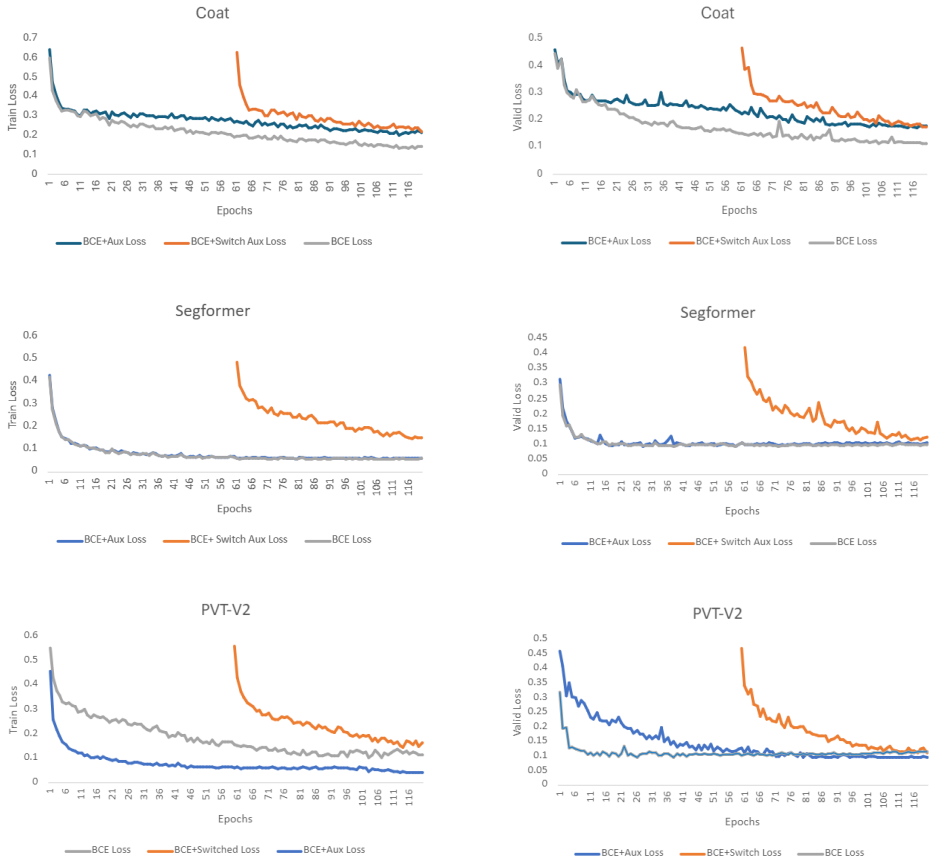 Coat
Train Loss
0.7
0.6
0.5
0.4
0.3
0.2
0.1
0
1 6 11 16 21 26 31 36 41 46 51 56 61 66 71 76 81 86 91 96 101 106 111 116
Epochs
BCE+Aux Loss BCE+Switch Aux Loss BCE Loss
Coat
Valid Loss
0.5
0.4
0.3
0.2
0.1
0
1 6 11 16 21 26 31 36 41 46 51 56 61 66 71 76 81 86 91 96 101 106 111 116
Epochs
BCE+Aux Loss BCE+Switch Aux Loss BCE Loss
Segformer
Train Loss
0.6
0.5
0.4
0.3
0.2
0.1
0
1 6 11 16 21 26 31 36 41 46 51 56 61 66 71 76 81 86 91 96 101 106 111 116
Epochs
BCE+Aux Loss BCE+ Switch Aux Loss BCE Loss
Segformer
Valid Loss
0.45
0.4
0.35
0.3
0.25
0.2
0.15
0.1
0.05
0
1 6 11 16 21 26 31 36 41 46 51 56 61 66 71 76 81 86 91 96 101 106 111 116
Epochs
BCE+Aux Loss BCE+ Switch Aux Loss BCE Loss
PVT-V2
Train Loss
0.6
0.5
0.4
0.3
0.2
0.1
0
1 6 11 16 21 26 31 36 41 46 51 56 61 66 71 76 81 86 91 96 101 106 111 116
Epochs
BCE Loss BCE+Switched Loss BCE+Aux Loss
PVT-V2
Valid Loss
0.5
0.45
0.4
0.35
0.3
0.25
0.2
0.15
0.1
0.05
0
1 6 11 16 21 26 31 36 41 46 51 56 61 66 71 76 81 86 91 96 101 106 111 116
Epochs
BCE+Aux Loss BCE+Switch Loss BCE Loss